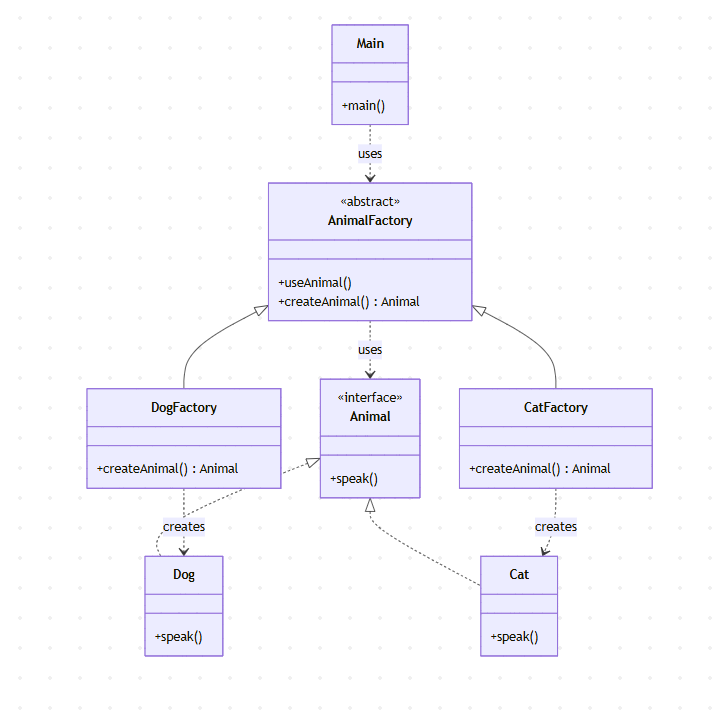 Main
+main()
uses
«abstract»
AnimalFactory
+useAnimal()
+createAnimal() : Animal
uses
DogFactory
+createAnimal() : Animal
«interface»
Animal
+speak()
CatFactory
+createAnimal() : Animal
creates
creates
Dog
+speak()
Cat
+speak()